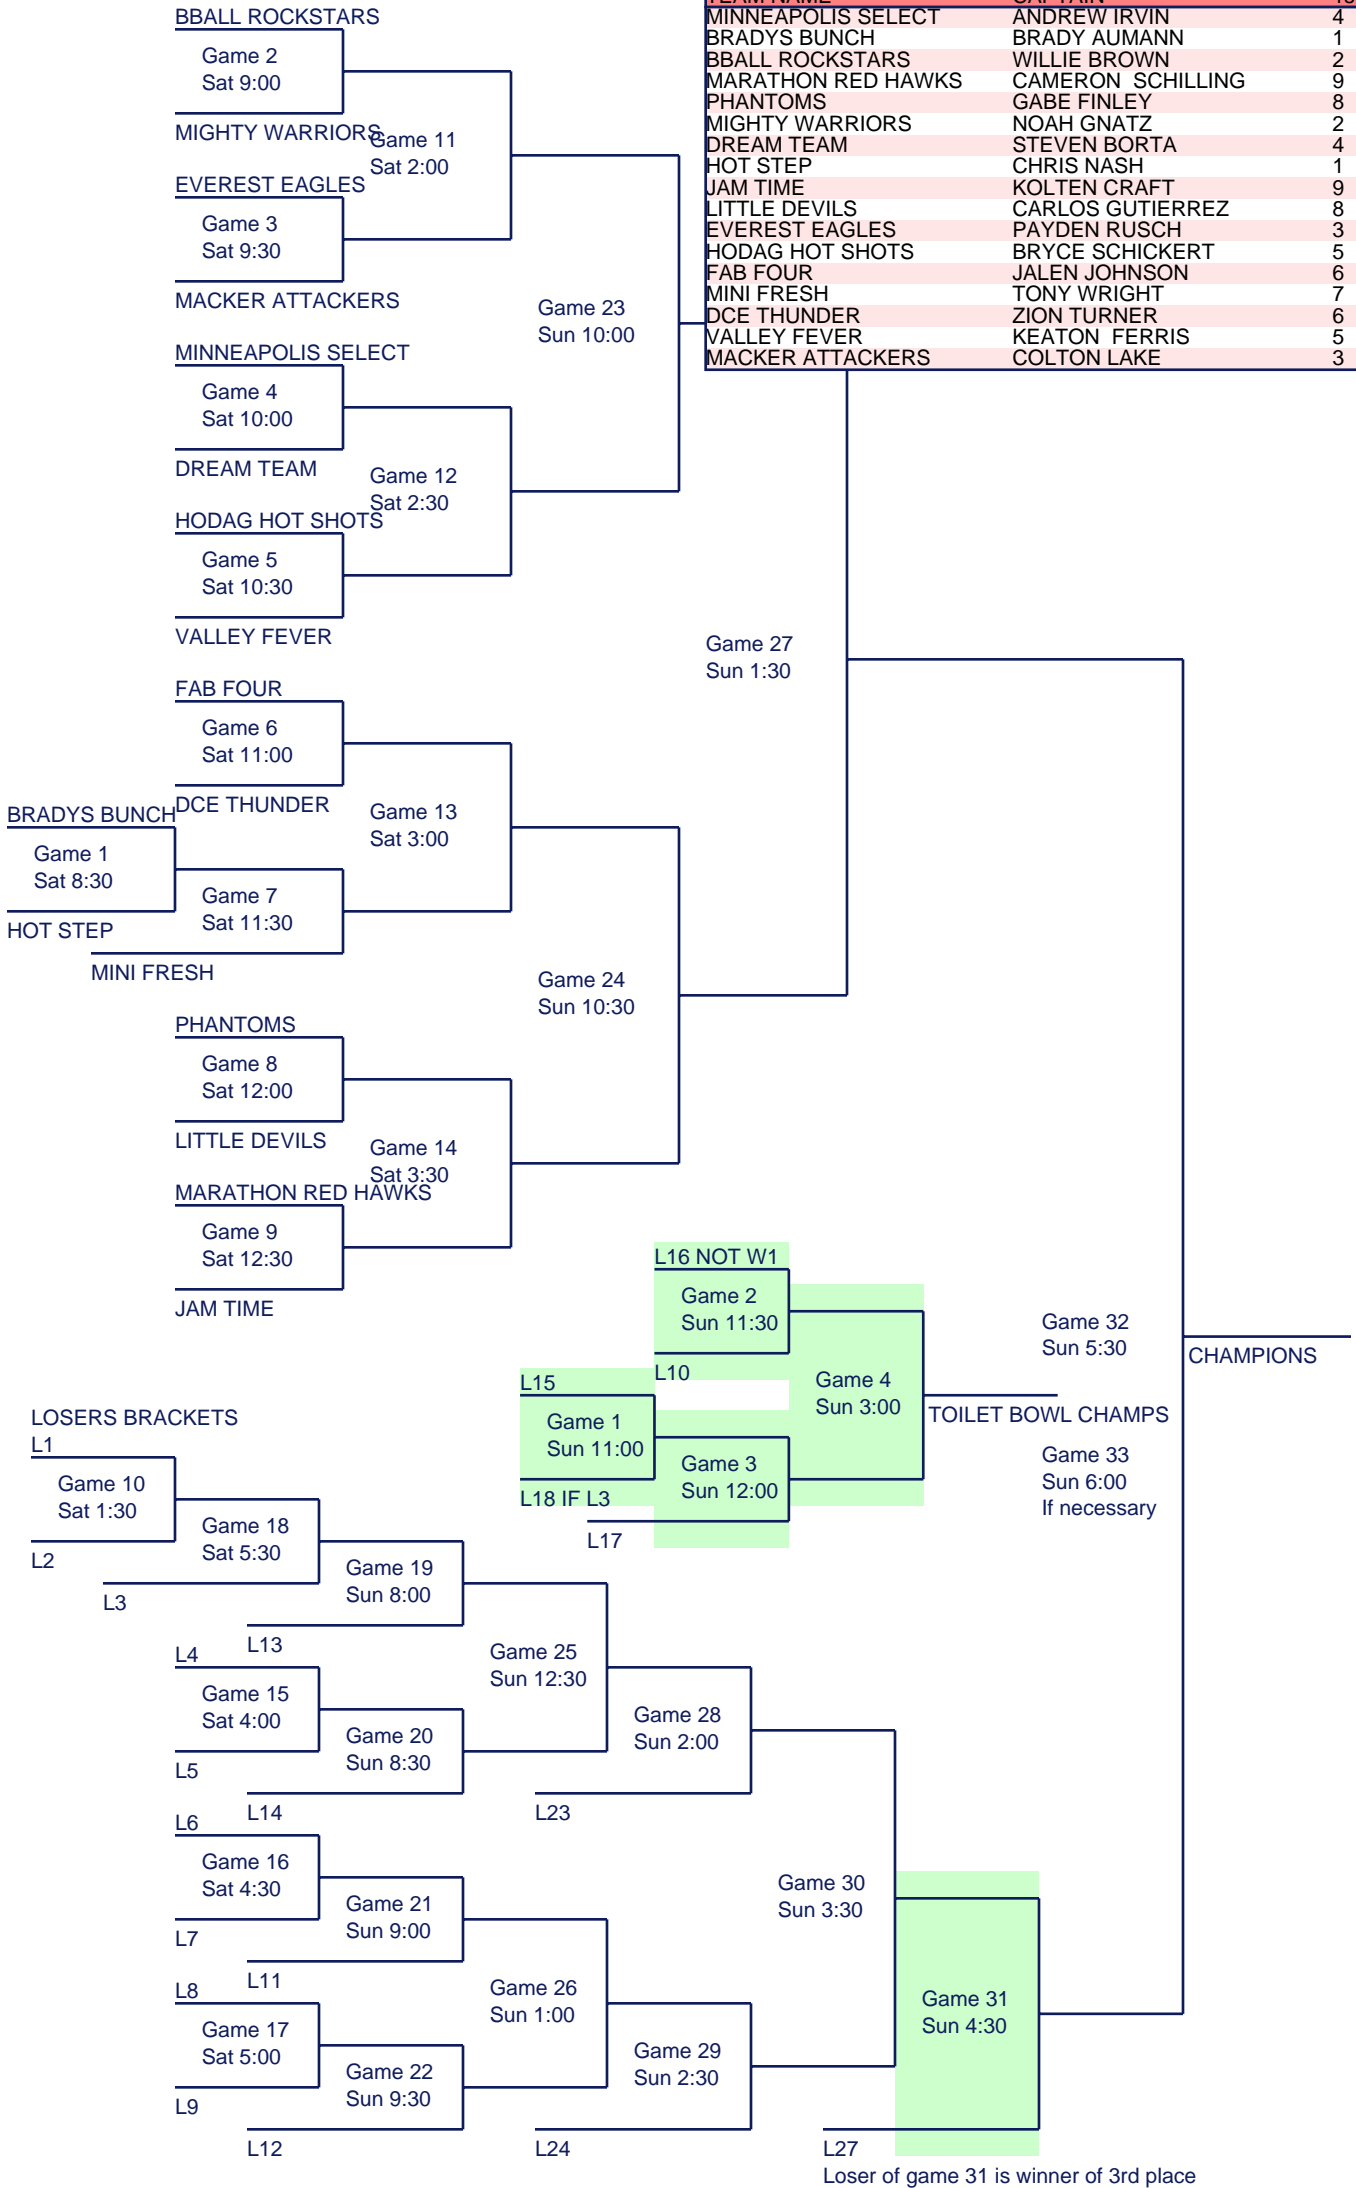 TEAM NAME CAPTAIN
MINNEAPOLIS SELECT ANDREW IRVIN 4
BRADYS BUNCH BRADY AUMANN 1
BBALL ROCKSTARS WILLIE BROWN 2
MARATHON RED HAWKS CAMERON SCHILLING 9
PHANTOMS GABE FINLEY 8
MIGHTY WARRIORS NOAH GNATZ 2
DREAM TEAM STEVEN BORTA 4
HOT STEP CHRIS NASH 1
JAM TIME KOLTEN CRAFT 9
LITTLE DEVILS CARLOS GUTIERREZ 8
EVEREST EAGLES PAYDEN RUSCH 3
HODAG HOT SHOTS BRYCE SCHICKERT 5
FAB FOUR JALEN JOHNSON 6
MINI FRESH TONY WRIGHT 7
DCE THUNDER ZION TURNER 6
VALLEY FEVER KEATON FERRIS 5
MACKER ATTACKERS COLTON LAKE 3
BBALL ROCKSTARS
Game 2
Sat 9:00
MIGHTY WARRIORS
Game 11
Sat 2:00
EVEREST EAGLES
Game 3
Sat 9:30
MACKER ATTACKERS
Game 23
Sun 10:00
MINNEAPOLIS SELECT
Game 4
Sat 10:00
DREAM TEAM
Game 12
Sat 2:30
HODAG HOT SHOTS
Game 5
Sat 10:30
VALLEY FEVER
Game 27
Sun 1:30
FAB FOUR
Game 6
Sat 11:00
DCE THUNDER
BRADYS BUNCH
Game 13
Sat 3:00
Game 1
Sat 8:30
Game 7
Sat 11:30
HOT STEP
MINI FRESH
Game 24
Sun 10:30
PHANTOMS
Game 8
Sat 12:00
LITTLE DEVILS
Game 14
Sat 3:30
MARATHON RED HAWKS
Game 9
Sat 12:30
JAM TIME
L16 NOT W1
Game 2
Sun 11:30
L10
L15
Game 1
Sun 11:00
L18 IF L3
Game 3
Sun 12:00
L17
Game 4
Sun 3:00
TOILET BOWL CHAMPS
Game 32
Sun 5:30
CHAMPIONS
Game 33
Sun 6:00
If necessary
LOSERS BRACKETS
L1
Game 10
Sat 1:30
L2
Game 18
Sat 5:30
L3
Game 19
Sun 8:00
L13
Game 25
Sun 12:30
L4
Game 15
Sat 4:00
L5
Game 20
Sun 8:30
L14
Game 28
Sun 2:00
L23
L6
Game 16
Sat 4:30
L7
Game 21
Sun 9:00
L11
Game 30
Sun 3:30
L8
Game 17
Sat 5:00
L9
Game 26
Sun 1:00
Game 22
Sun 9:30
L12
Game 29
Sun 2:30
L24
Game 31
Sun 4:30
L27
Loser of game 31 is winner of 3rd place